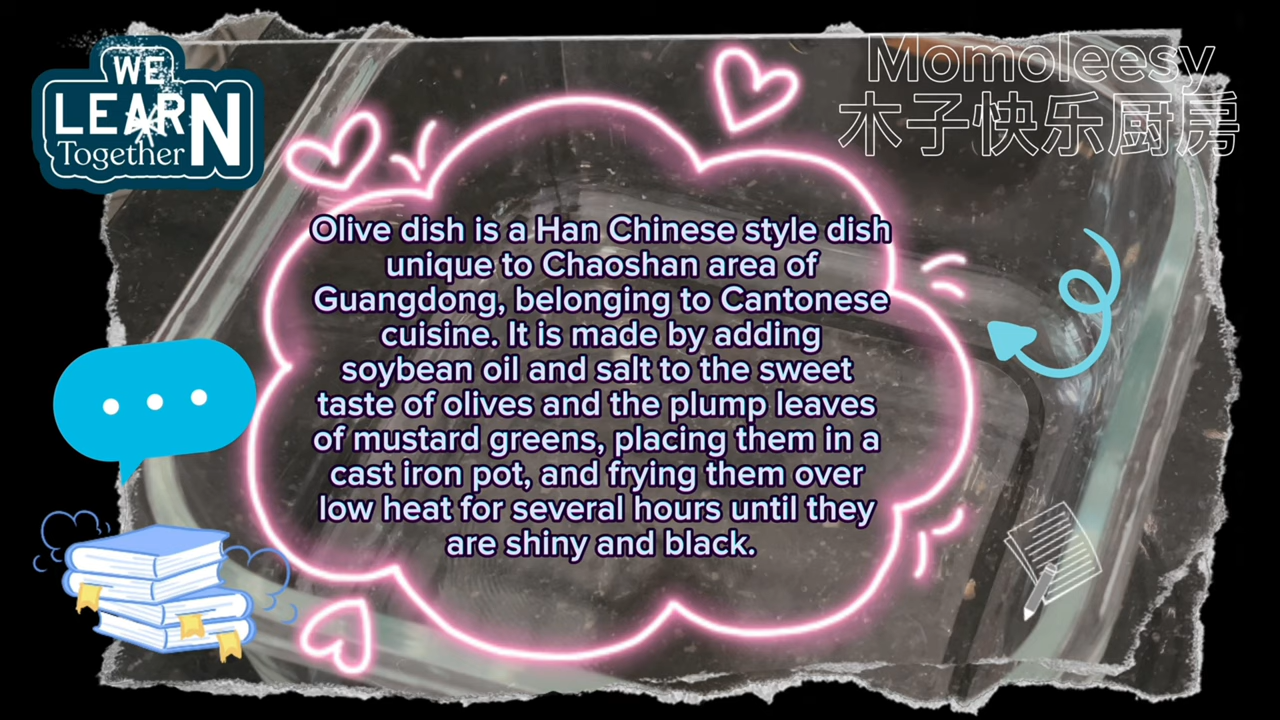 WE
LEARN
Together
Momoleesy
木子快乐厨房
Olive dish is a Han Chinese style dish
unique to Chaoshan area of
Guangdong, belonging to Cantonese
cuisine. It is made by adding
soybean oil and salt to the sweet
taste of olives and the plump leaves
of mustard greens, placing them in a
cast iron pot, and frying them over
low heat for several hours until they
are shiny and black.